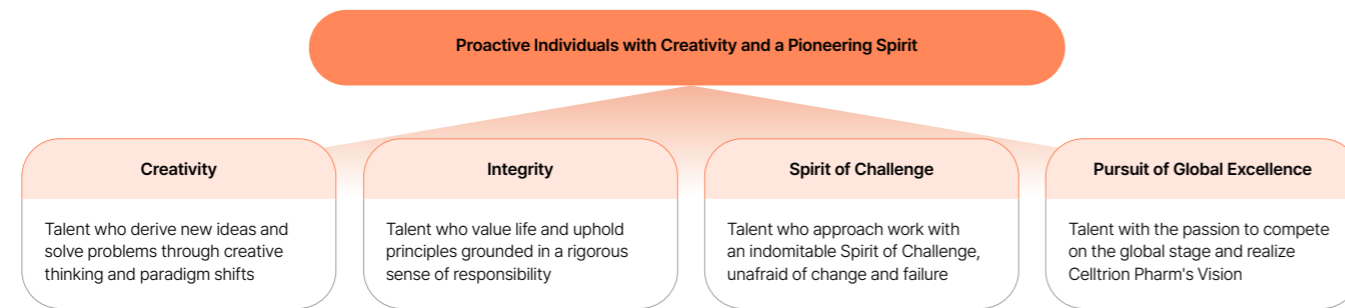 Proactive Individuals with Creativity and a Pioneering Spirit
Creativity
Talent who derive new ideas and
solve problems through creative
thinking and paradigm shifts
Integrity
Talent who value life and uphold
principles grounded in a rigorous
sense of responsibility
Spirit of Challenge
Talent who approach work with
an indomitable Spirit of Challenge,
unafraid of change and failure
Pursuit of Global Excellence
Talent with the passion to compete
on the global stage and realize
Celltrion Pharm's Vision